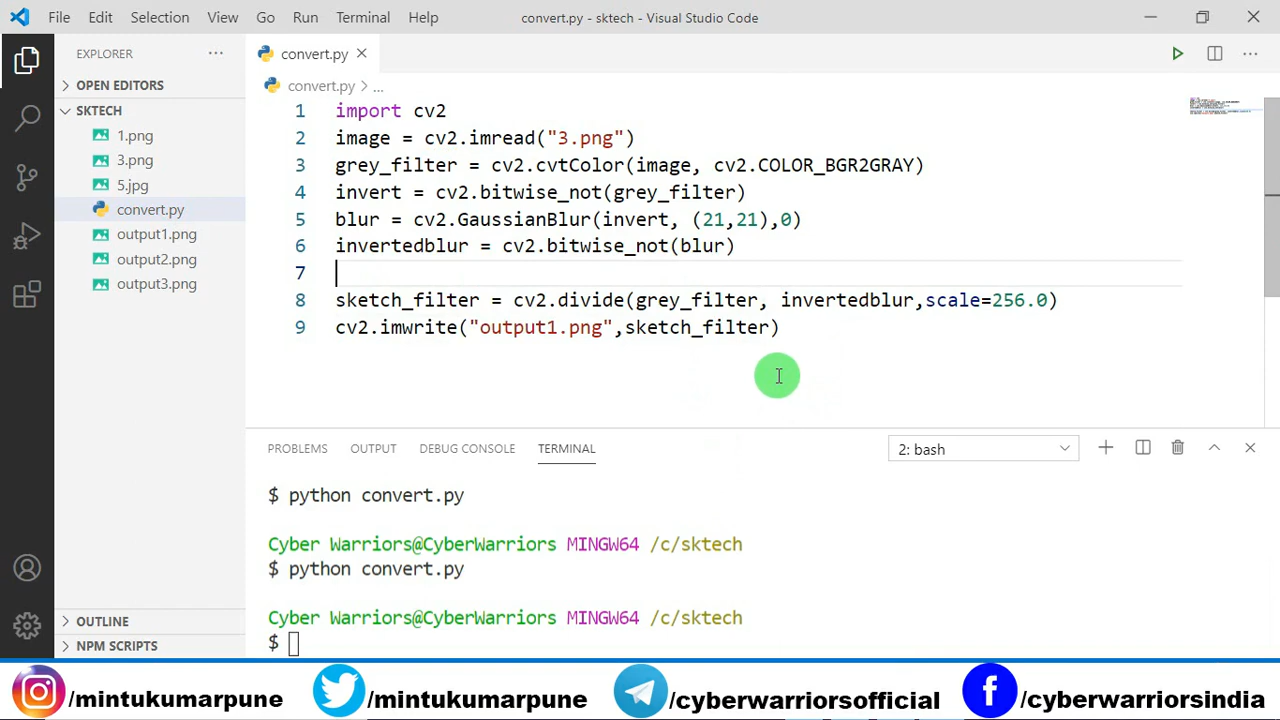 File Edit Selection View Go Run Terminal Help convert.py - sktech - Visual Studio Code
EXPLORER
OPEN EDITORS
SKTECH
1.png
3.png
5.jpg
convert.py
output1.png
output2.png
output3.png
OUTLINE
NPM SCRIPTS
convert.py
convert.py > ...
1 import cv2
2 image = cv2.imread("3.png")
3 grey_filter = cv2.cvtColor(image, cv2.COLOR_BGR2GRAY)
4 invert = cv2.bitwise_not(grey_filter)
5 blur = cv2.GaussianBlur(invert, (21,21),0)
6 invertedblur = cv2.bitwise_not(blur)
7
8 sketch_filter = cv2.divide(grey_filter, invertedblur,scale=256.0)
9 cv2.imwrite("output1.png",sketch_filter)
PROBLEMS OUTPUT DEBUG CONSOLE TERMINAL 2: bash
$ python convert.py
Cyber Warriors@CyberWarriors MINGW64 /c/sktech
$ python convert.py
Cyber Warriors@CyberWarriors MINGW64 /c/sktech
$
/mintukumarpune /mintukumarpune /cyberwarriorsofficial /cyberwarriorsindia